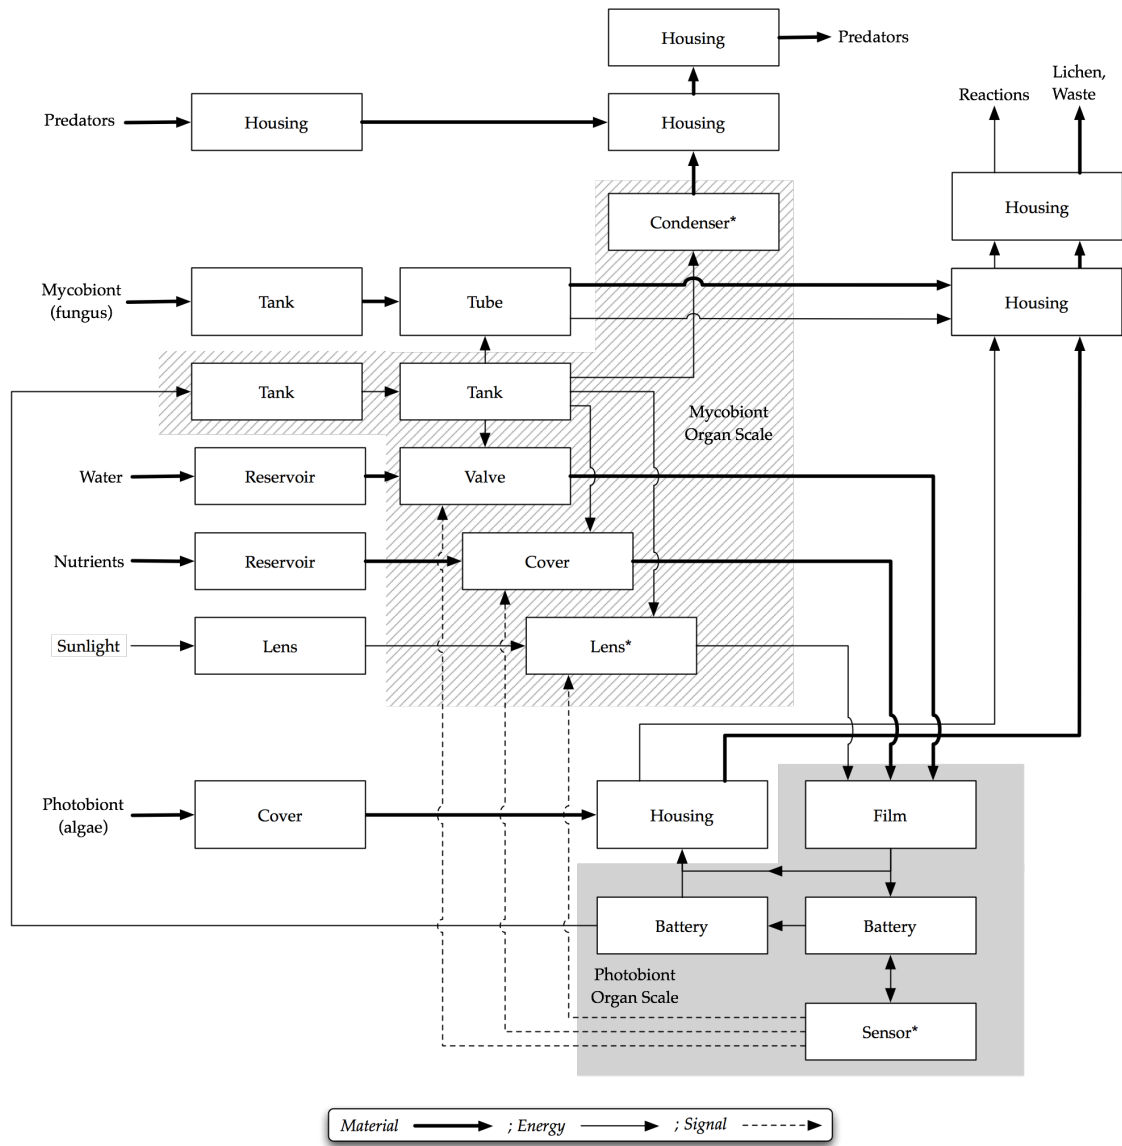 Housing
Predators
Predators
Housing
Housing
Reactions
Lichen,
Waste
Housing
Condenser*
Mycobiont
(fungus)
Tank
Tube
Housing
Tank
Tank
Mycobiont
Organ Scale
Water
Reservoir
Valve
Nutrients
Reservoir
Cover
Sunlight
Lens
Lens*
Photobiont
(algae)
Cover
Housing
Film
Battery
Battery
Photobiont
Organ Scale
Sensor*
Material ; Energy ; Signal